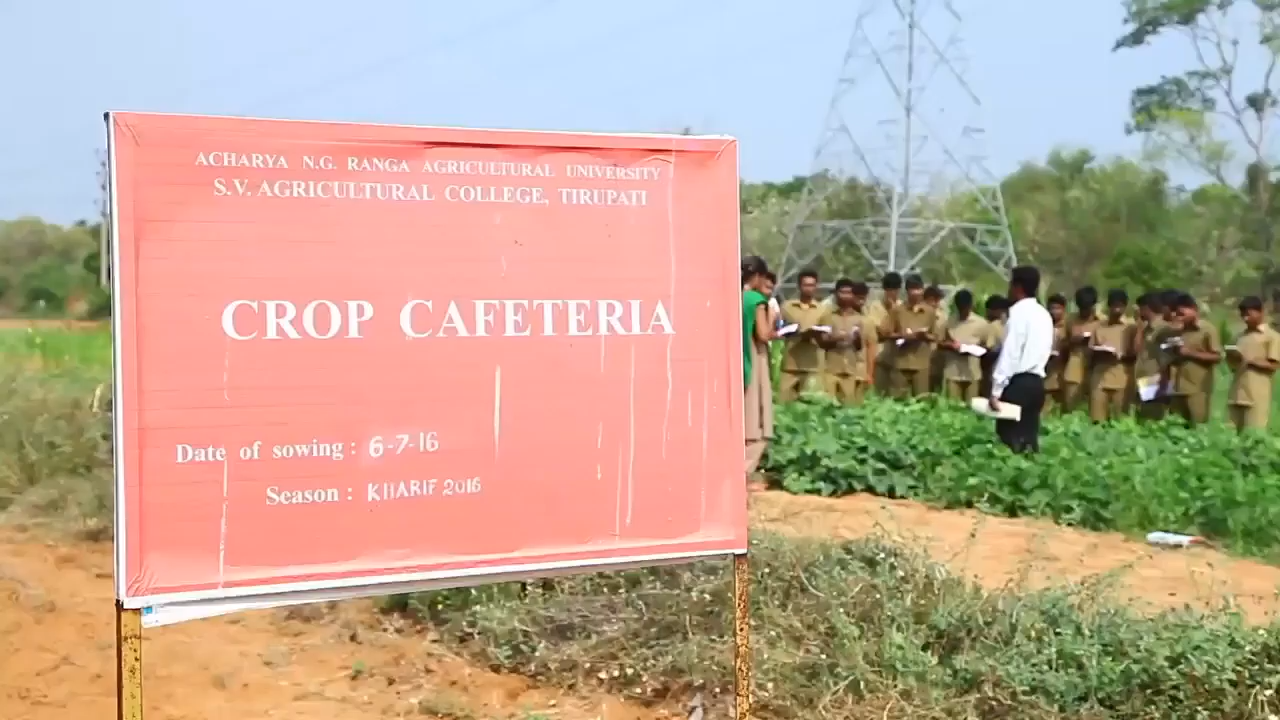 ACHARYA N.G. RANGA AGRICULTURAL UNIVERSITY
S.V. AGRICULTURAL COLLEGE, TIRUPATI
CROP CAFETERIA
Date of sowing : 6-7-16
Season : KHARIF 2016